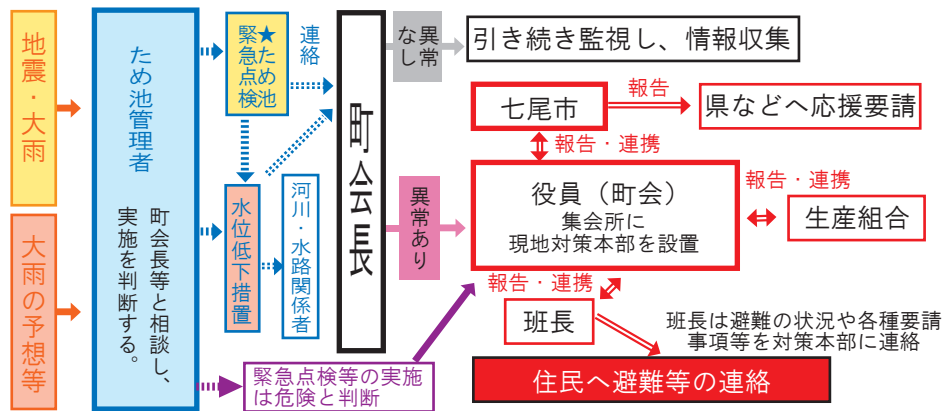 地震・大雨
大雨の予想等
ため池管理者
町会長等と相談し、
実施を判断する。
★ため池
緊急点検
連絡
水位低下措置
河川・水路関係者
緊急点検等の実施
は危険と判断
町会長
異常
なし
異常あり
引き続き監視し、情報収集
七尾市
報告
県などへ応援要請
報告・連携
役員（町会）
集会所に
現地対策本部を設置
報告・連携
生産組合
報告・連携
班長
班長は避難の状況や各種要請
事項等を対策本部に連絡
住民へ避難等の連絡